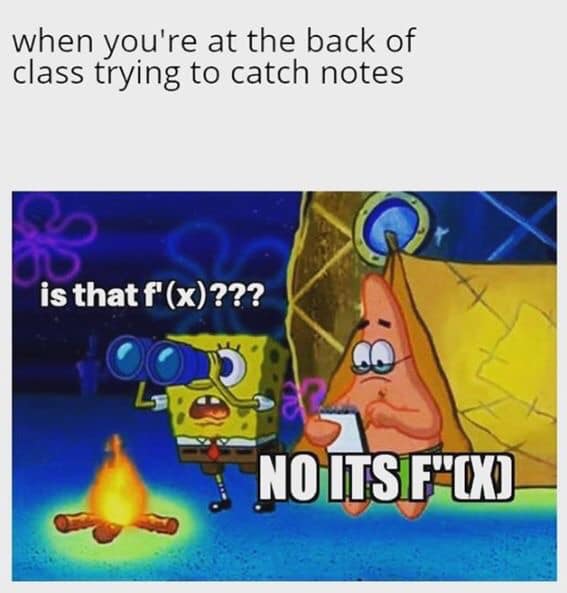 when you're at the back of
class trying to catch notes
is that f'(x)???
NO ITS F"(X)